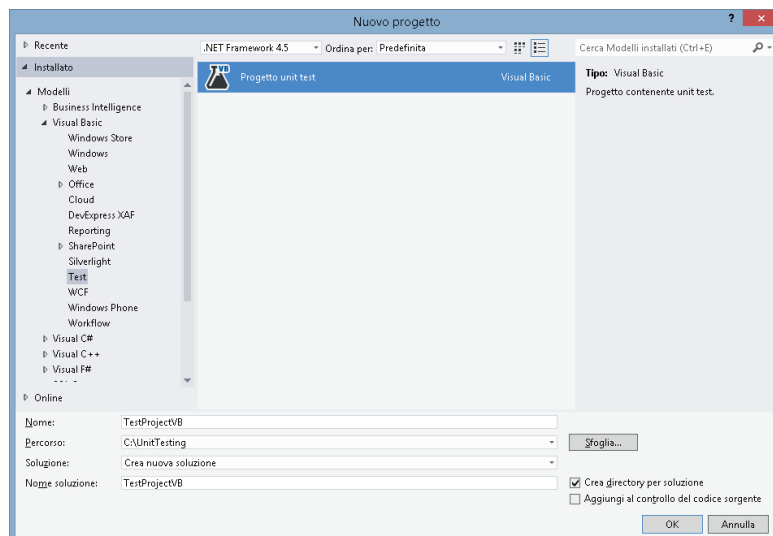 Nuovo progetto
?
Recente
.NET Framework 4.5
Ordina per:
Predefinita
Cerca Modelli installati (Ctrl+E)
Installato
VB
Progetto unit test
Visual Basic
Tipo: Visual Basic
Progetto contenente unit test.
Modelli
Business Intelligence
Visual Basic
Windows Store
Windows
Web
Office
Cloud
DevExpress XAF
Reporting
SharePoint
Silverlight
Test
WCF
Windows Phone
Workflow
Visual C#
Visual C++
Visual F#
Online
Nome:
TestProjectVB
Percorso:
C:\UnitTesting
Sfoglia...
Soluzione:
Crea nuova soluzione
Nome soluzione:
TestProjectVB
Crea directory per soluzione
Aggiungi al controllo del codice sorgente
OK
Annulla